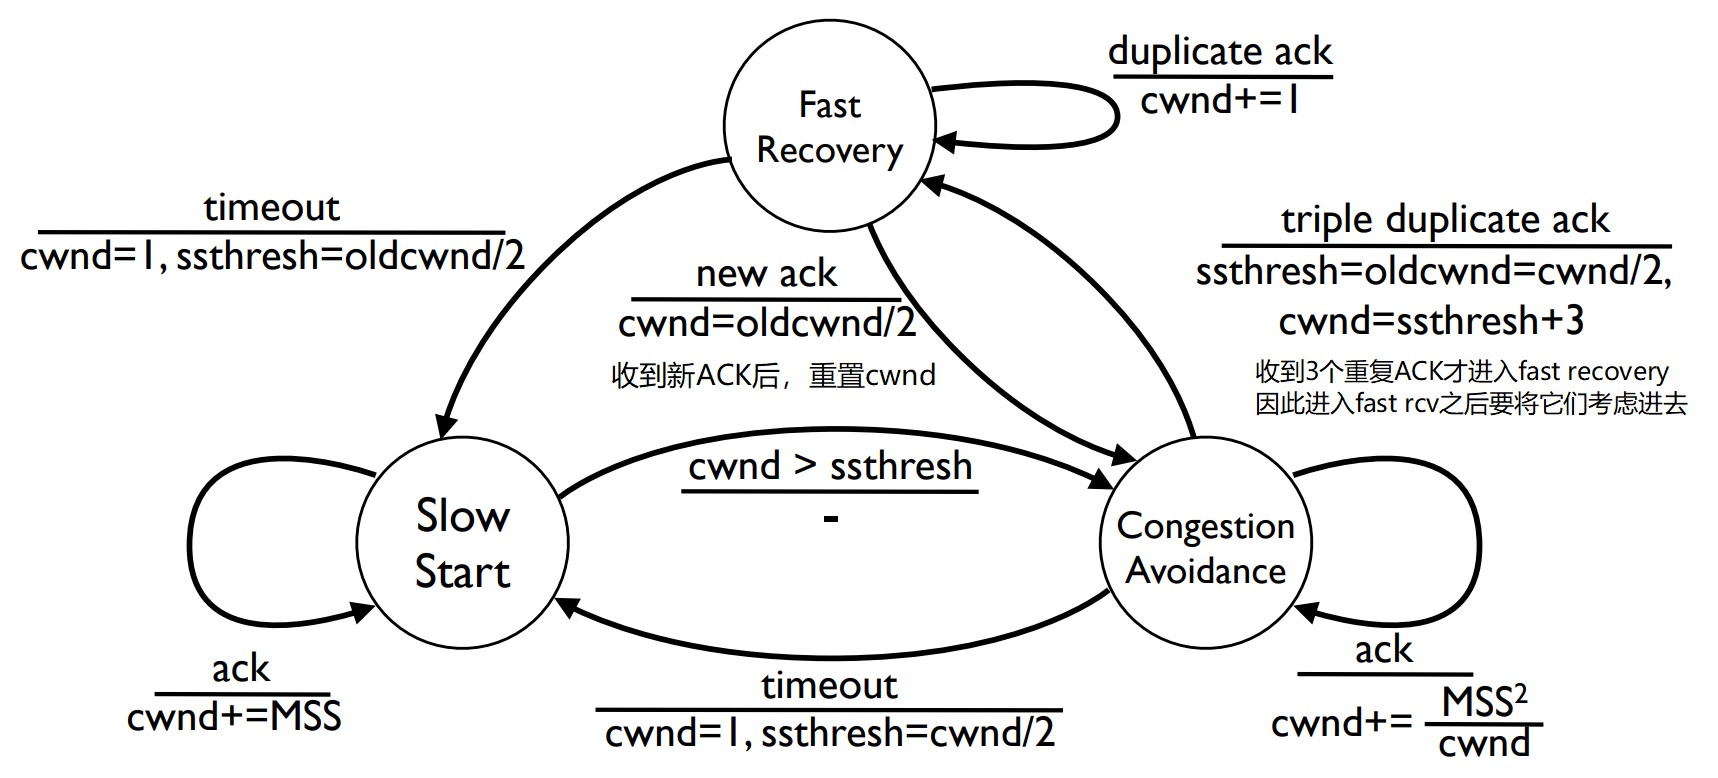 duplicate ack
cwnd+=1
Fast
Recovery
timeout
cwnd=1, ssthresh=oldcwnd/2
triple duplicate ack
ssthresh=oldcwnd=cwnd/2,
cwnd=ssthresh+3
收到3个重复ACK才进入fast recovery
因此进入fast rcv之后要将它们考虑进去
new ack
cwnd=oldcwnd/2
收到新ACK后，重置cwnd
cwnd > ssthresh
-
Slow
Start
Congestion
Avoidance
ack
cwnd+=MSS
timeout
cwnd=1, ssthresh=cwnd/2
ack
cwnd+= MSS²
cwnd